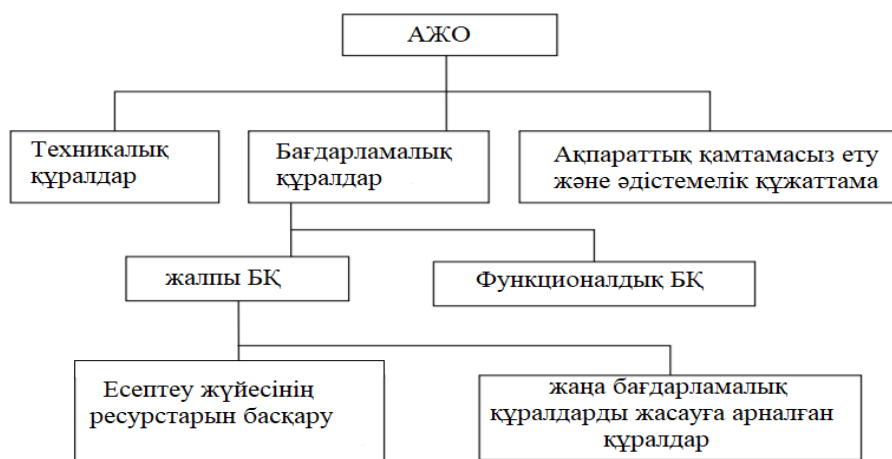 АЖО
Техникалық
құралдар
Бағдарламалық
құралдар
Ақпараттық қамтамасыз ету
және әдістемелік құжаттама
жалпы БҚ
Функционалдық БҚ
Есептеу жүйесінің
ресурстарын басқару
жаңа бағдарламалық
құралдарды жасауға арналған
құралдар